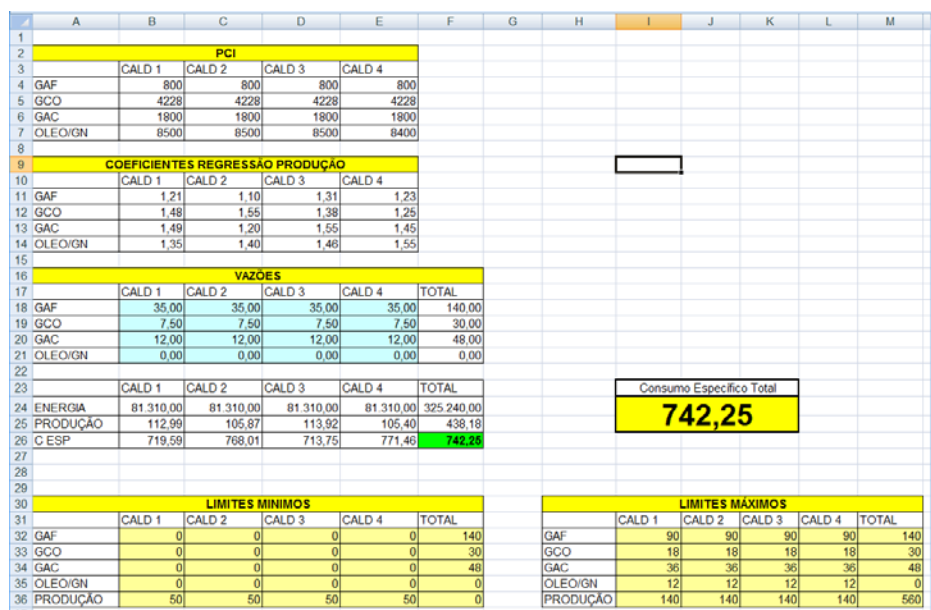 A B C D E F G H I J K L M
1
2 PCI
3 CALD 1 CALD 2 CALD 3 CALD 4
4 GAF 800 800 800 800
5 GCO 4228 4228 4228 4228
6 GAC 1800 1800 1800 1800
7 OLEO/GN 8500 8500 8500 8400
8
9 COEFICIENTES REGRESSÃO PRODUÇÃO
10 CALD 1 CALD 2 CALD 3 CALD 4
11 GAF 1,21 1,10 1,31 1,23
12 GCO 1,48 1,55 1,38 1,25
13 GAC 1,49 1,20 1,55 1,45
14 OLEO/GN 1,35 1,40 1,46 1,55
15
16 VAZÕES
17 CALD 1 CALD 2 CALD 3 CALD 4 TOTAL
18 GAF 35,00 35,00 35,00 35,00 140,00
19 GCO 7,50 7,50 7,50 7,50 30,00
20 GAC 12,00 12,00 12,00 12,00 48,00
21 OLEO/GN 0,00 0,00 0,00 0,00 0,00
22
23 CALD 1 CALD 2 CALD 3 CALD 4 TOTAL Consumo Específico Total
24 ENERGIA 81.310,00 81.310,00 81.310,00 81.310,00 325.240,00 742,25
25 PRODUÇÃO 112,99 105,87 113,92 105,40 438,18
26 C ESP 719,59 768,01 713,75 771,46 742,25
27
28
29
30 LIMITES MINIMOS LIMITES MÁXIMOS
31 CALD 1 CALD 2 CALD 3 CALD 4 TOTAL CALD 1 CALD 2 CALD 3 CALD 4 TOTAL
32 GAF 0 0 0 0 140 GAF 90 90 90 90 140
33 GCO 0 0 0 0 30 GCO 18 18 18 18 30
34 GAC 0 0 0 0 48 GAC 36 36 36 36 48
35 OLEO/GN 0 0 0 0 0 OLEO/GN 12 12 12 12 0
36 PRODUÇÃO 50 50 50 50 0 PRODUÇÃO 140 140 140 140 560